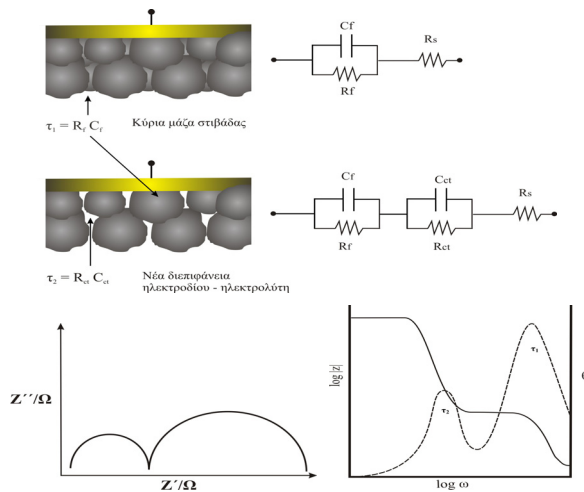 Cf
Rf
Rs
τ₁ = R_f C_f
Κύρια μάζα στιβάδας
Cf
Rf
Cct
Rct
Rs
τ₂ = R_ct C_ct
Νέα διεπιφάνεια
ηλεκτροδίου - ηλεκτρολύτη
Z´´/Ω
Z´/Ω
log |z|
τ₁
τ₂
log ω